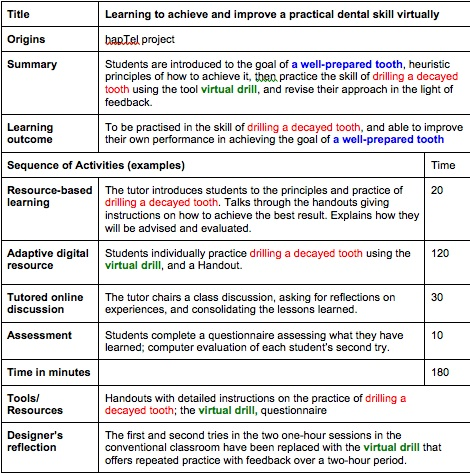 Title Learning to achieve and improve a practical dental skill virtually
Origins hapTel project
Summary Students are introduced to the goal of a well-prepared tooth, heuristic
principles of how to achieve it, then practice the skill of drilling a decayed
tooth using the tool virtual drill, and revise their approach in the light of
feedback.
Learning To be practised in the skill of drilling a decayed tooth, and able to improve
outcome their own performance in achieving the goal of a well-prepared tooth
Sequence of Activities (examples) Time
Resource-based The tutor introduces students to the principles and practice of 20
learning drilling a decayed tooth. Talks through the handouts giving
instructions on how to achieve the best result. Explains how they
will be advised and evaluated.
Adaptive digital Students individually practice drilling a decayed tooth using the 120
resource virtual drill, and a Handout.
Tutored online The tutor chairs a class discussion, asking for reflections on 30
discussion experiences, and consolidating the lessons learned.
Assessment Students complete a questionnaire assessing what they have 10
learned; computer evaluation of each student's second try.
Time in minutes 180
Tools/ Handouts with detailed instructions on the practice of drilling
Resources a decayed tooth; the virtual drill, questionnaire
Designer's The first and second tries in the two one-hour sessions in the
reflection conventional classroom have been replaced with the virtual drill that
offers repeated practice with feedback over a two-hour period.